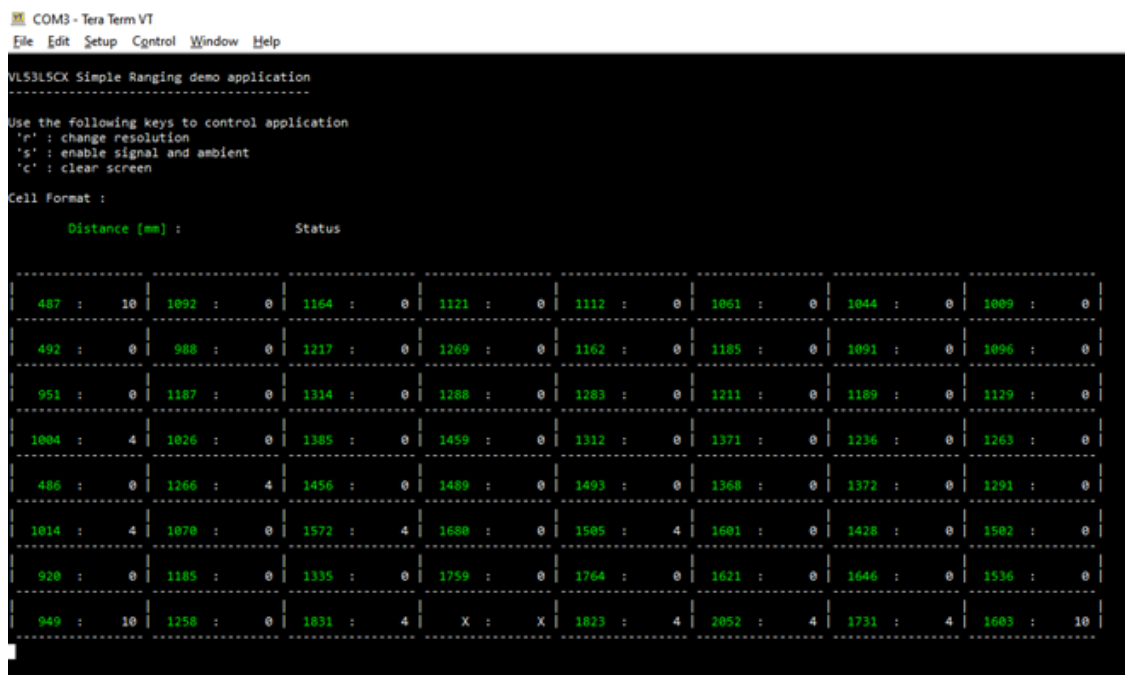 COM3 - Tera Term VT
File Edit Setup Control Window Help
VL53L5CX Simple Ranging demo application
----------------------------------------
Use the following keys to control application
'r' : change resolution
's' : enable signal and ambient
'c' : clear screen
Cell Format :
Distance [mm] : Status
| 487 : 10 | 1092 : 0 | 1164 : 0 | 1121 : 0 | 1112 : 0 | 1061 : 0 | 1044 : 0 | 1009 : 0 |
| 492 : 0 | 988 : 0 | 1217 : 0 | 1269 : 0 | 1162 : 0 | 1185 : 0 | 1091 : 0 | 1096 : 0 |
| 951 : 0 | 1187 : 0 | 1314 : 0 | 1288 : 0 | 1283 : 0 | 1211 : 0 | 1189 : 0 | 1129 : 0 |
| 1004 : 4 | 1026 : 0 | 1385 : 0 | 1459 : 0 | 1312 : 0 | 1371 : 0 | 1236 : 0 | 1263 : 0 |
| 486 : 0 | 1266 : 4 | 1456 : 0 | 1489 : 0 | 1493 : 0 | 1368 : 0 | 1372 : 0 | 1291 : 0 |
| 1014 : 4 | 1070 : 0 | 1572 : 4 | 1680 : 0 | 1505 : 4 | 1601 : 0 | 1428 : 0 | 1502 : 0 |
| 920 : 0 | 1185 : 0 | 1335 : 0 | 1759 : 0 | 1764 : 0 | 1621 : 0 | 1646 : 0 | 1536 : 0 |
| 949 : 10 | 1258 : 0 | 1831 : 4 | X : X | 1823 : 4 | 2052 : 4 | 1731 : 4 | 1603 : 10 |